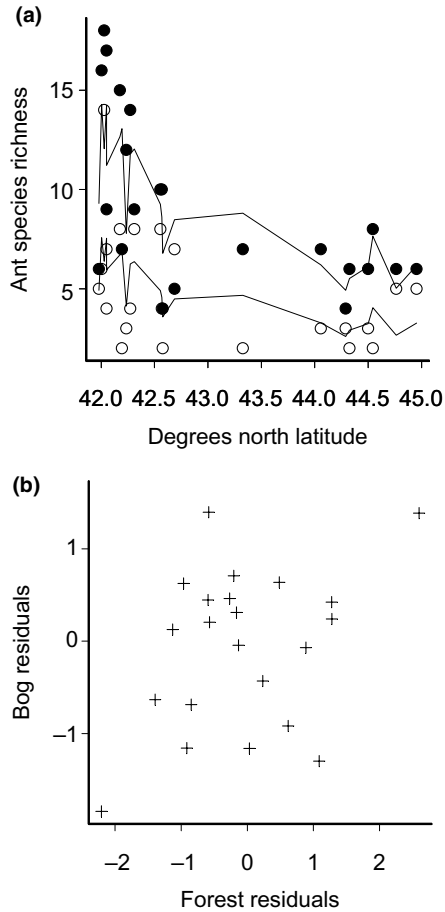 (a)
Ant species richness
15
10
5
42.0 42.5 43.0 43.5 44.0 44.5 45.0
Degrees north latitude
(b)
Bog residuals
1
0
−1
−2 −1 0 1 2
Forest residuals